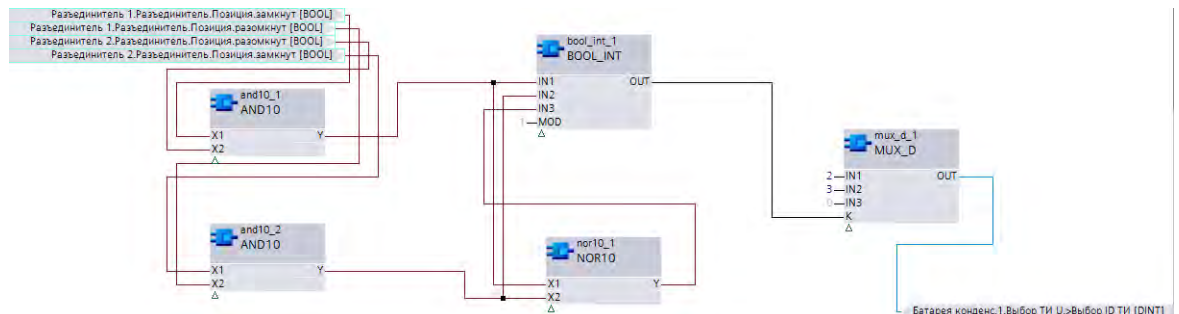 Разъединитель 1.Разъединитель.Позиция.замкнут [BOOL]
Разъединитель 1.Разъединитель.Позиция.разомкнут [BOOL]
Разъединитель 2.Разъединитель.Позиция.разомкнут [BOOL]
Разъединитель 2.Разъединитель.Позиция.замкнут [BOOL]
and10_1
AND10
X1 Y
X2
bool_int_1
BOOL_INT
IN1 OUT
IN2
IN3
1 MOD
mux_d_1
MUX_D
2 IN1 OUT
3 IN2
0 IN3
K
and10_2
AND10
X1 Y
X2
nor10_1
NOR10
X1 Y
X2
Батарея конденс.1.Выбор ТИ U.>Выбор ID ТИ [DINT]